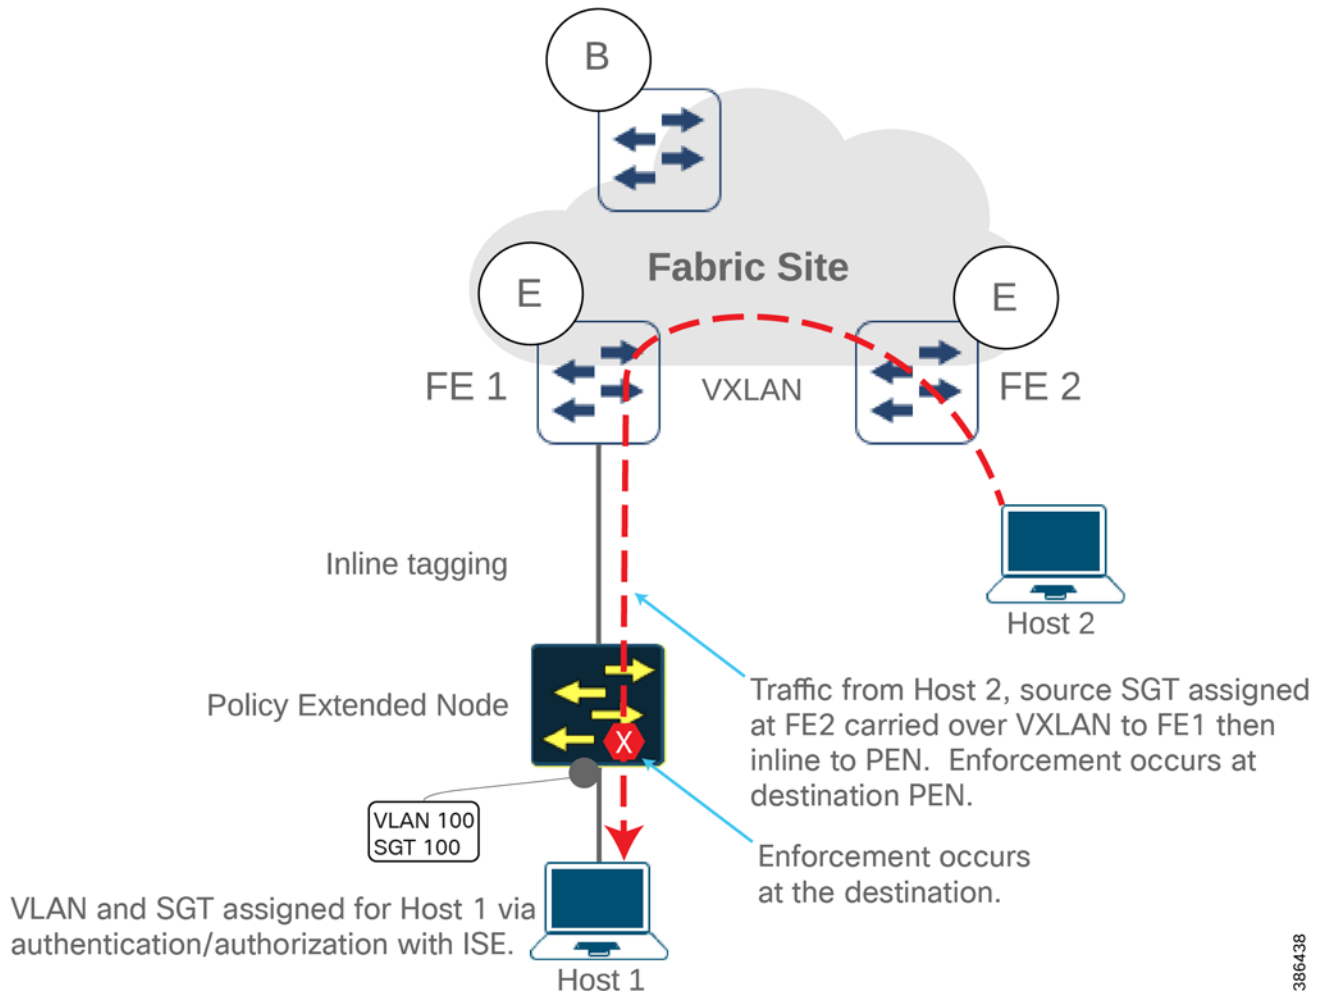 B
Fabric Site
E
E
FE 1
VXLAN
FE 2
Inline tagging
Host 2
Policy Extended Node
X
Traffic from Host 2, source SGT assigned
at FE2 carried over VXLAN to FE1 then
inline to PEN.  Enforcement occurs at
destination PEN.
VLAN 100
SGT 100
Enforcement occurs
at the destination.
VLAN and SGT assigned for Host 1 via
authentication/authorization with ISE.
Host 1
386438